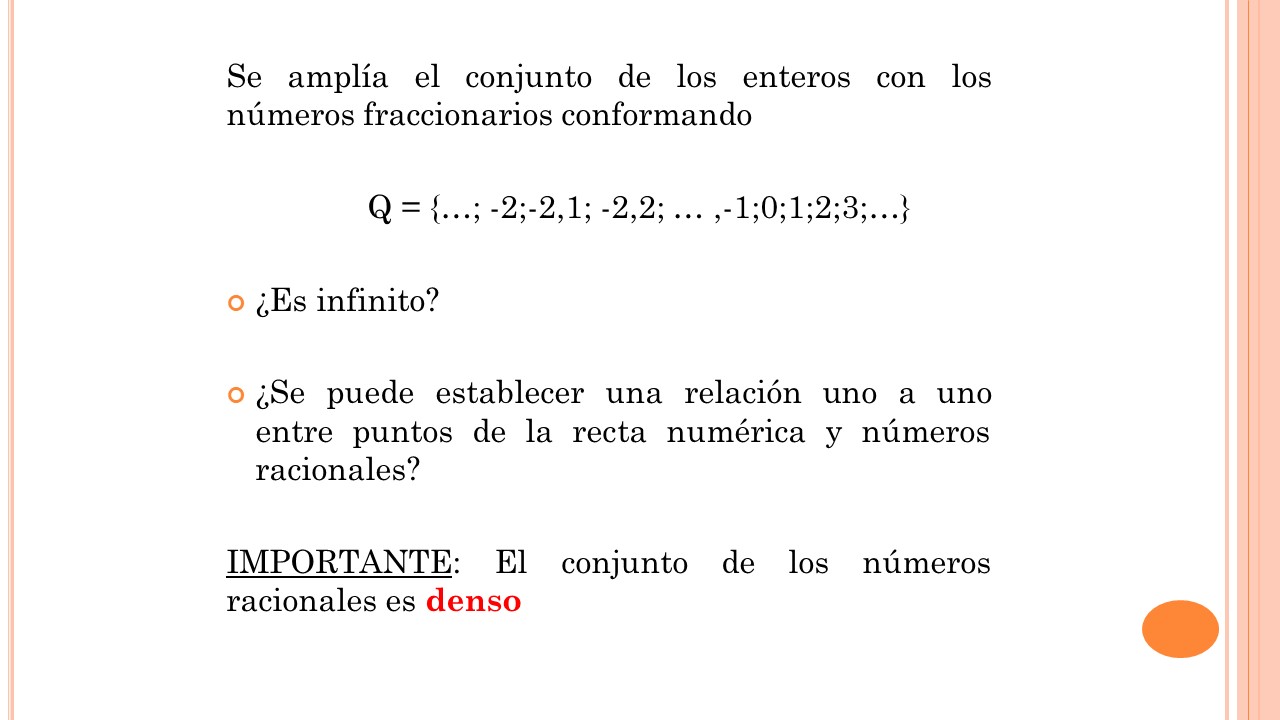 Se amplía el conjunto de los enteros con los
números fraccionarios conformando
Q = {…; -2;-2,1; -2,2; … ,-1;0;1;2;3;…}
¿Es infinito?
¿Se puede establecer una relación uno a uno
entre puntos de la recta numérica y números
racionales?
IMPORTANTE: El conjunto de los números
racionales es denso